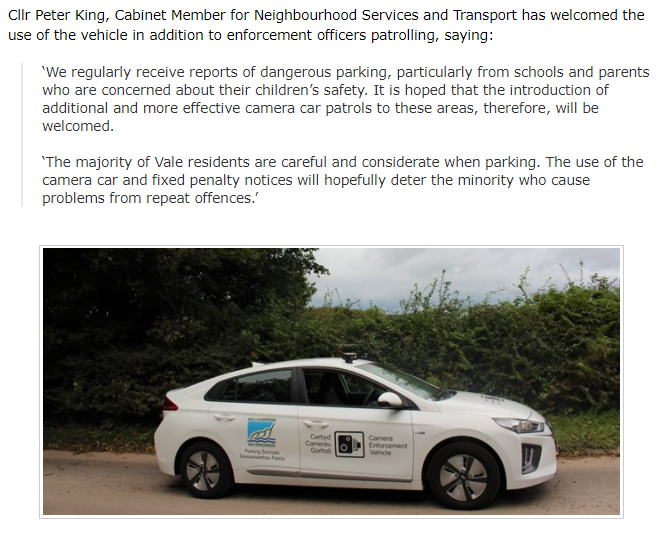 Cllr Peter King, Cabinet Member for Neighbourhood Services and Transport has welcomed the
use of the vehicle in addition to enforcement officers patrolling, saying:
‘We regularly receive reports of dangerous parking, particularly from schools and parents
who are concerned about their children’s safety. It is hoped that the introduction of
additional and more effective camera car patrols to these areas, therefore, will be
welcomed.
‘The majority of Vale residents are careful and considerate when parking. The use of the
camera car and fixed penalty notices will hopefully deter the minority who cause
problems from repeat offences.’
Parking Services
Cerbyd
Camerâu
Gorfodi
Camera
Enforcement
Vehicle